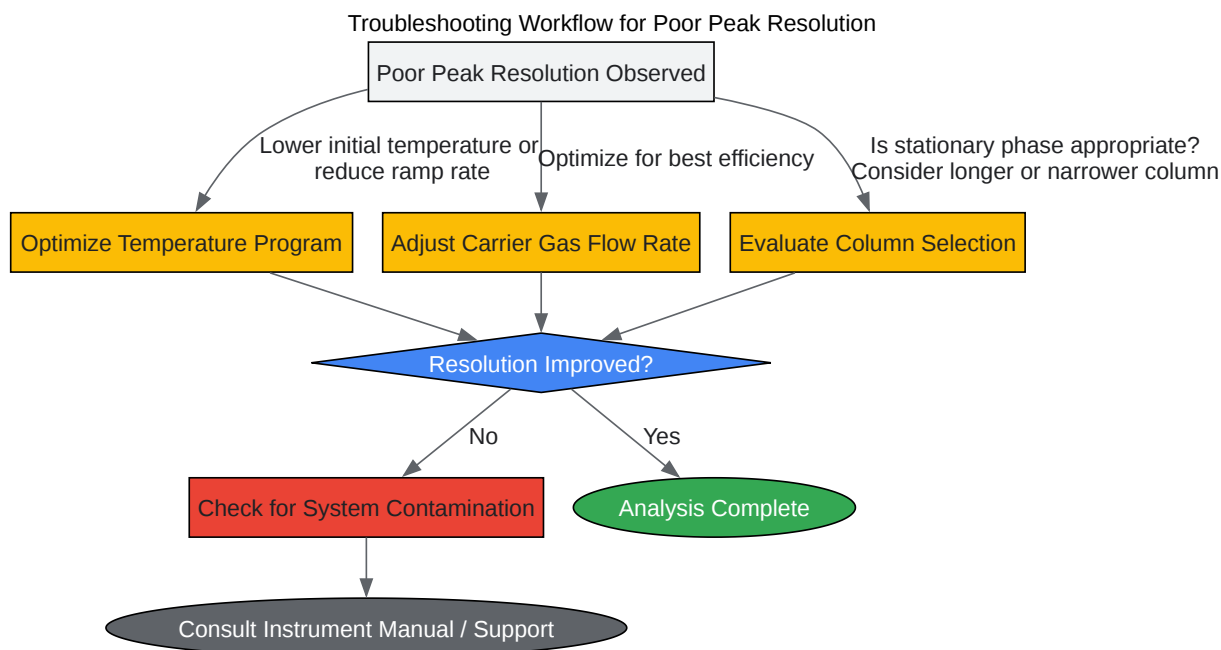 Troubleshooting Workflow for Poor Peak Resolution
Poor Peak Resolution Observed
Lower initial temperature or
reduce ramp rate
Optimize for best efficiency
Is stationary phase appropriate?
Consider longer or narrower column
Optimize Temperature Program
Adjust Carrier Gas Flow Rate
Evaluate Column Selection
Resolution Improved?
No
Yes
Check for System Contamination
Analysis Complete
Consult Instrument Manual / Support